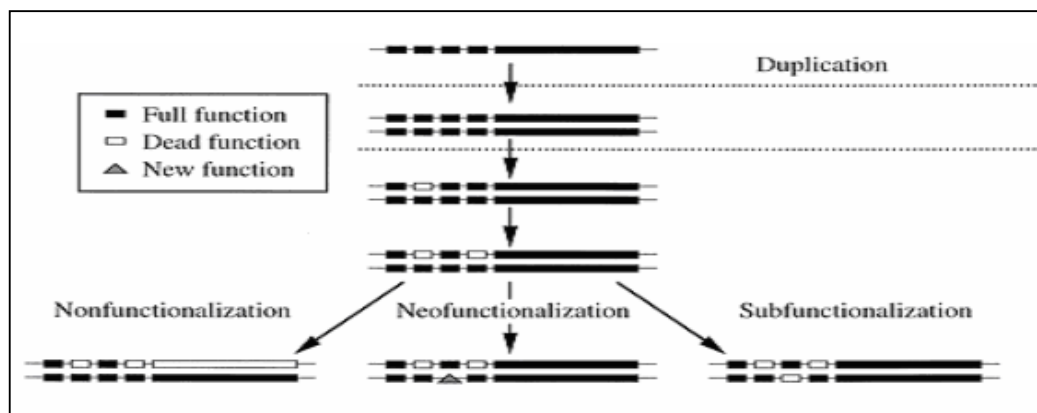 Duplication
Full function
Dead function
New function
Nonfunctionalization
Neofunctionalization
Subfunctionalization